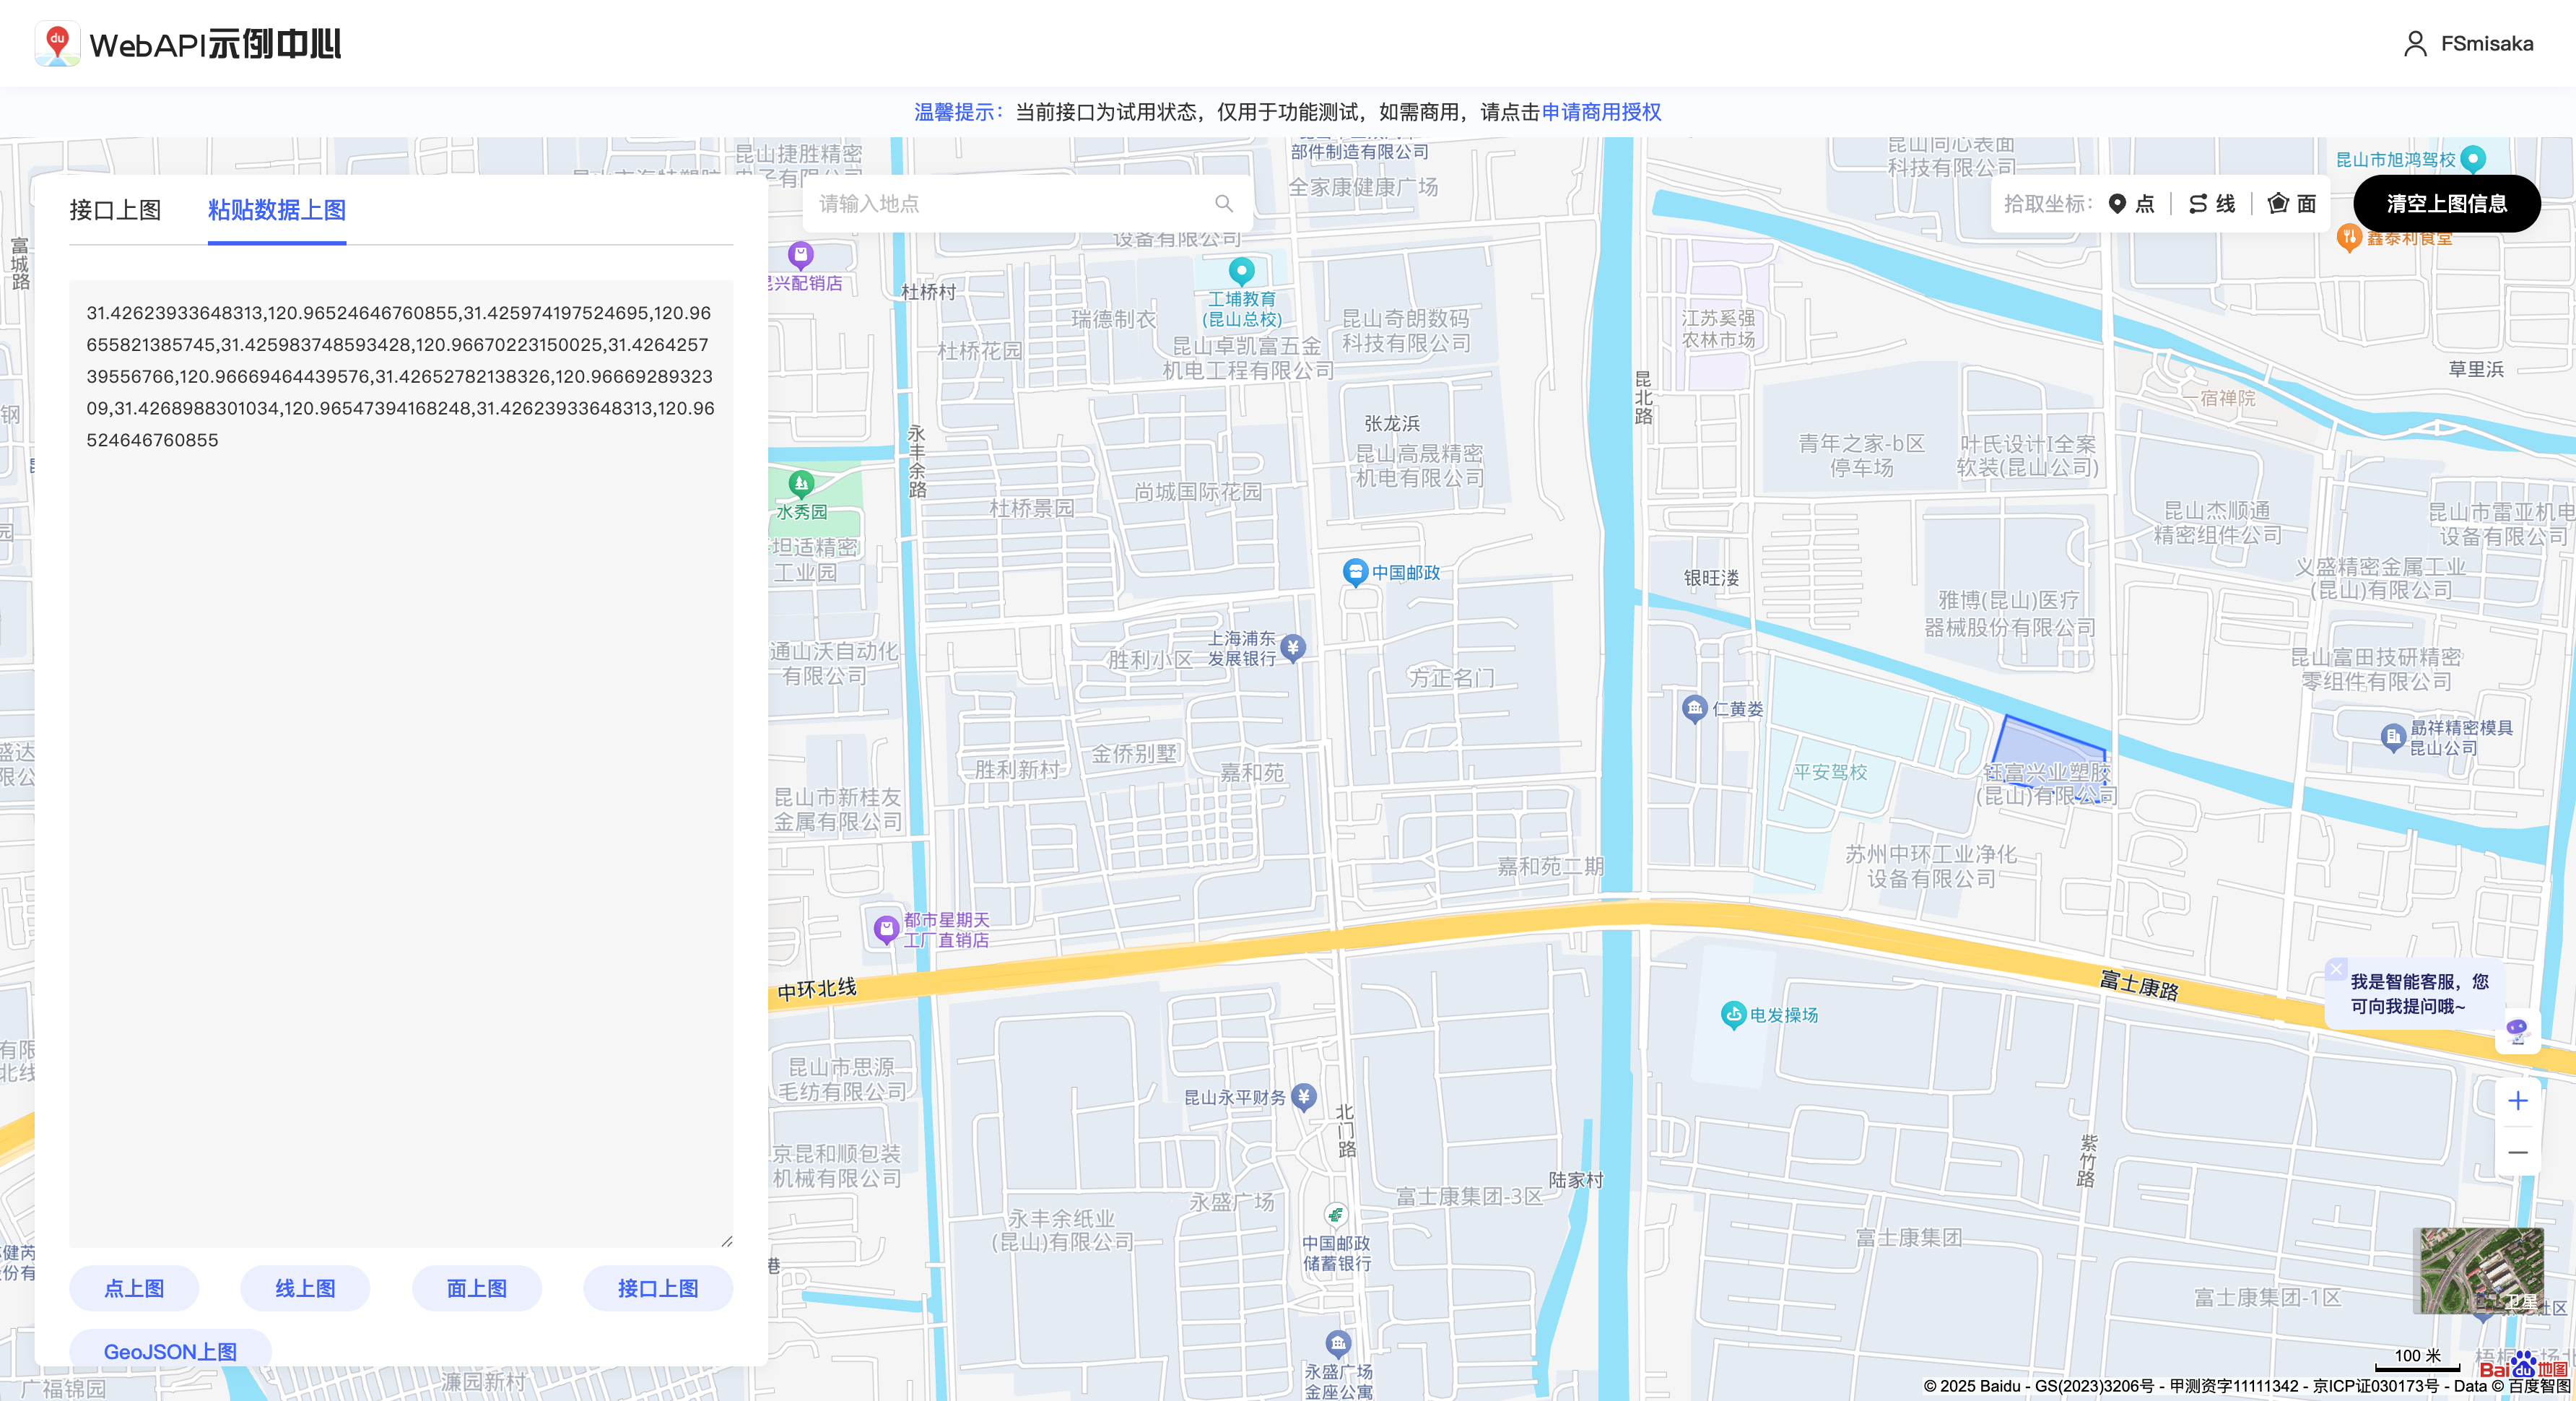 WebAPI示例中心
FSmisaka
温馨提示：当前接口为试用状态，仅用于功能测试，如需商用，请点击申请商用授权
接口上图
粘贴数据上图
请输入地点
拾取坐标：
点
线
面
清空上图信息
31.42623933648313,120.96524646760855,31.425974197524695,120.96
655821385745,31.425983748593428,120.96670223150025,31.4264257
39556766,120.96669464439576,31.42652782138326,120.96669289323
09,31.4268988301034,120.96547394168248,31.42623933648313,120.96
524646760855
点上图
线上图
面上图
接口上图
GeoJSON上图
富城路
昆山捷胜精密
部件制造有限公司
全家康健康广场
设备有限公司
科技有限公司
昆山市旭鸿驾校
鑫泰利食堂
杜桥村
工埔教育
(昆山总校)
瑞德制衣
昆山奇朗数码
科技有限公司
昆山卓凯富五金
机电工程有限公司
杜桥花园
江苏奚强
农林市场
草里浜
一宿禅院
昆北路
张龙浜
昆山高晟精密
机电有限公司
永丰余路
尚城国际花园
杜桥景园
水秀园
坦适精密
工业园
青年之家-b区
停车场
叶氏设计I全案
软装(昆山公司)
昆山杰顺通
精密组件公司
昆山市雷亚机电
设备有限公司
义盛精密金属工业
(昆山)有限公司
中国邮政
银旺溇
雅博(昆山)医疗
器械股份有限公司
上海浦东
发展银行
胜利小区
通山沃自动化
有限公司
方正名门
昆山富田技研精密
零组件有限公司
仁黄娄
勗祥精密模具
昆山公司
金侨别墅
胜利新村
嘉和苑
平安驾校
钰富兴业塑胶
(昆山)有限公司
昆山市新桂友
金属有限公司
嘉和苑二期
苏州中环工业净化
设备有限公司
都市星期天
工厂直销店
中环北线
富士康路
我是智能客服，您
可向我提问哦~
电发操场
昆山市思源
毛纺有限公司
昆山永平财务
北门路
紫竹路
京昆和顺包装
机械有限公司
陆家村
永盛广场
富士康集团-3区
永丰余纸业
(昆山)有限公司
富士康集团
中国邮政
储蓄银行
富士康集团-1区
卫星
社区
永盛广场
金座公寓
广福锦园
濂园新村
100 米
Bai du 地图
© 2025 Baidu - GS(2023)3206号 - 甲测资字11111342 - 京ICP证030173号 - Data © 百度智图